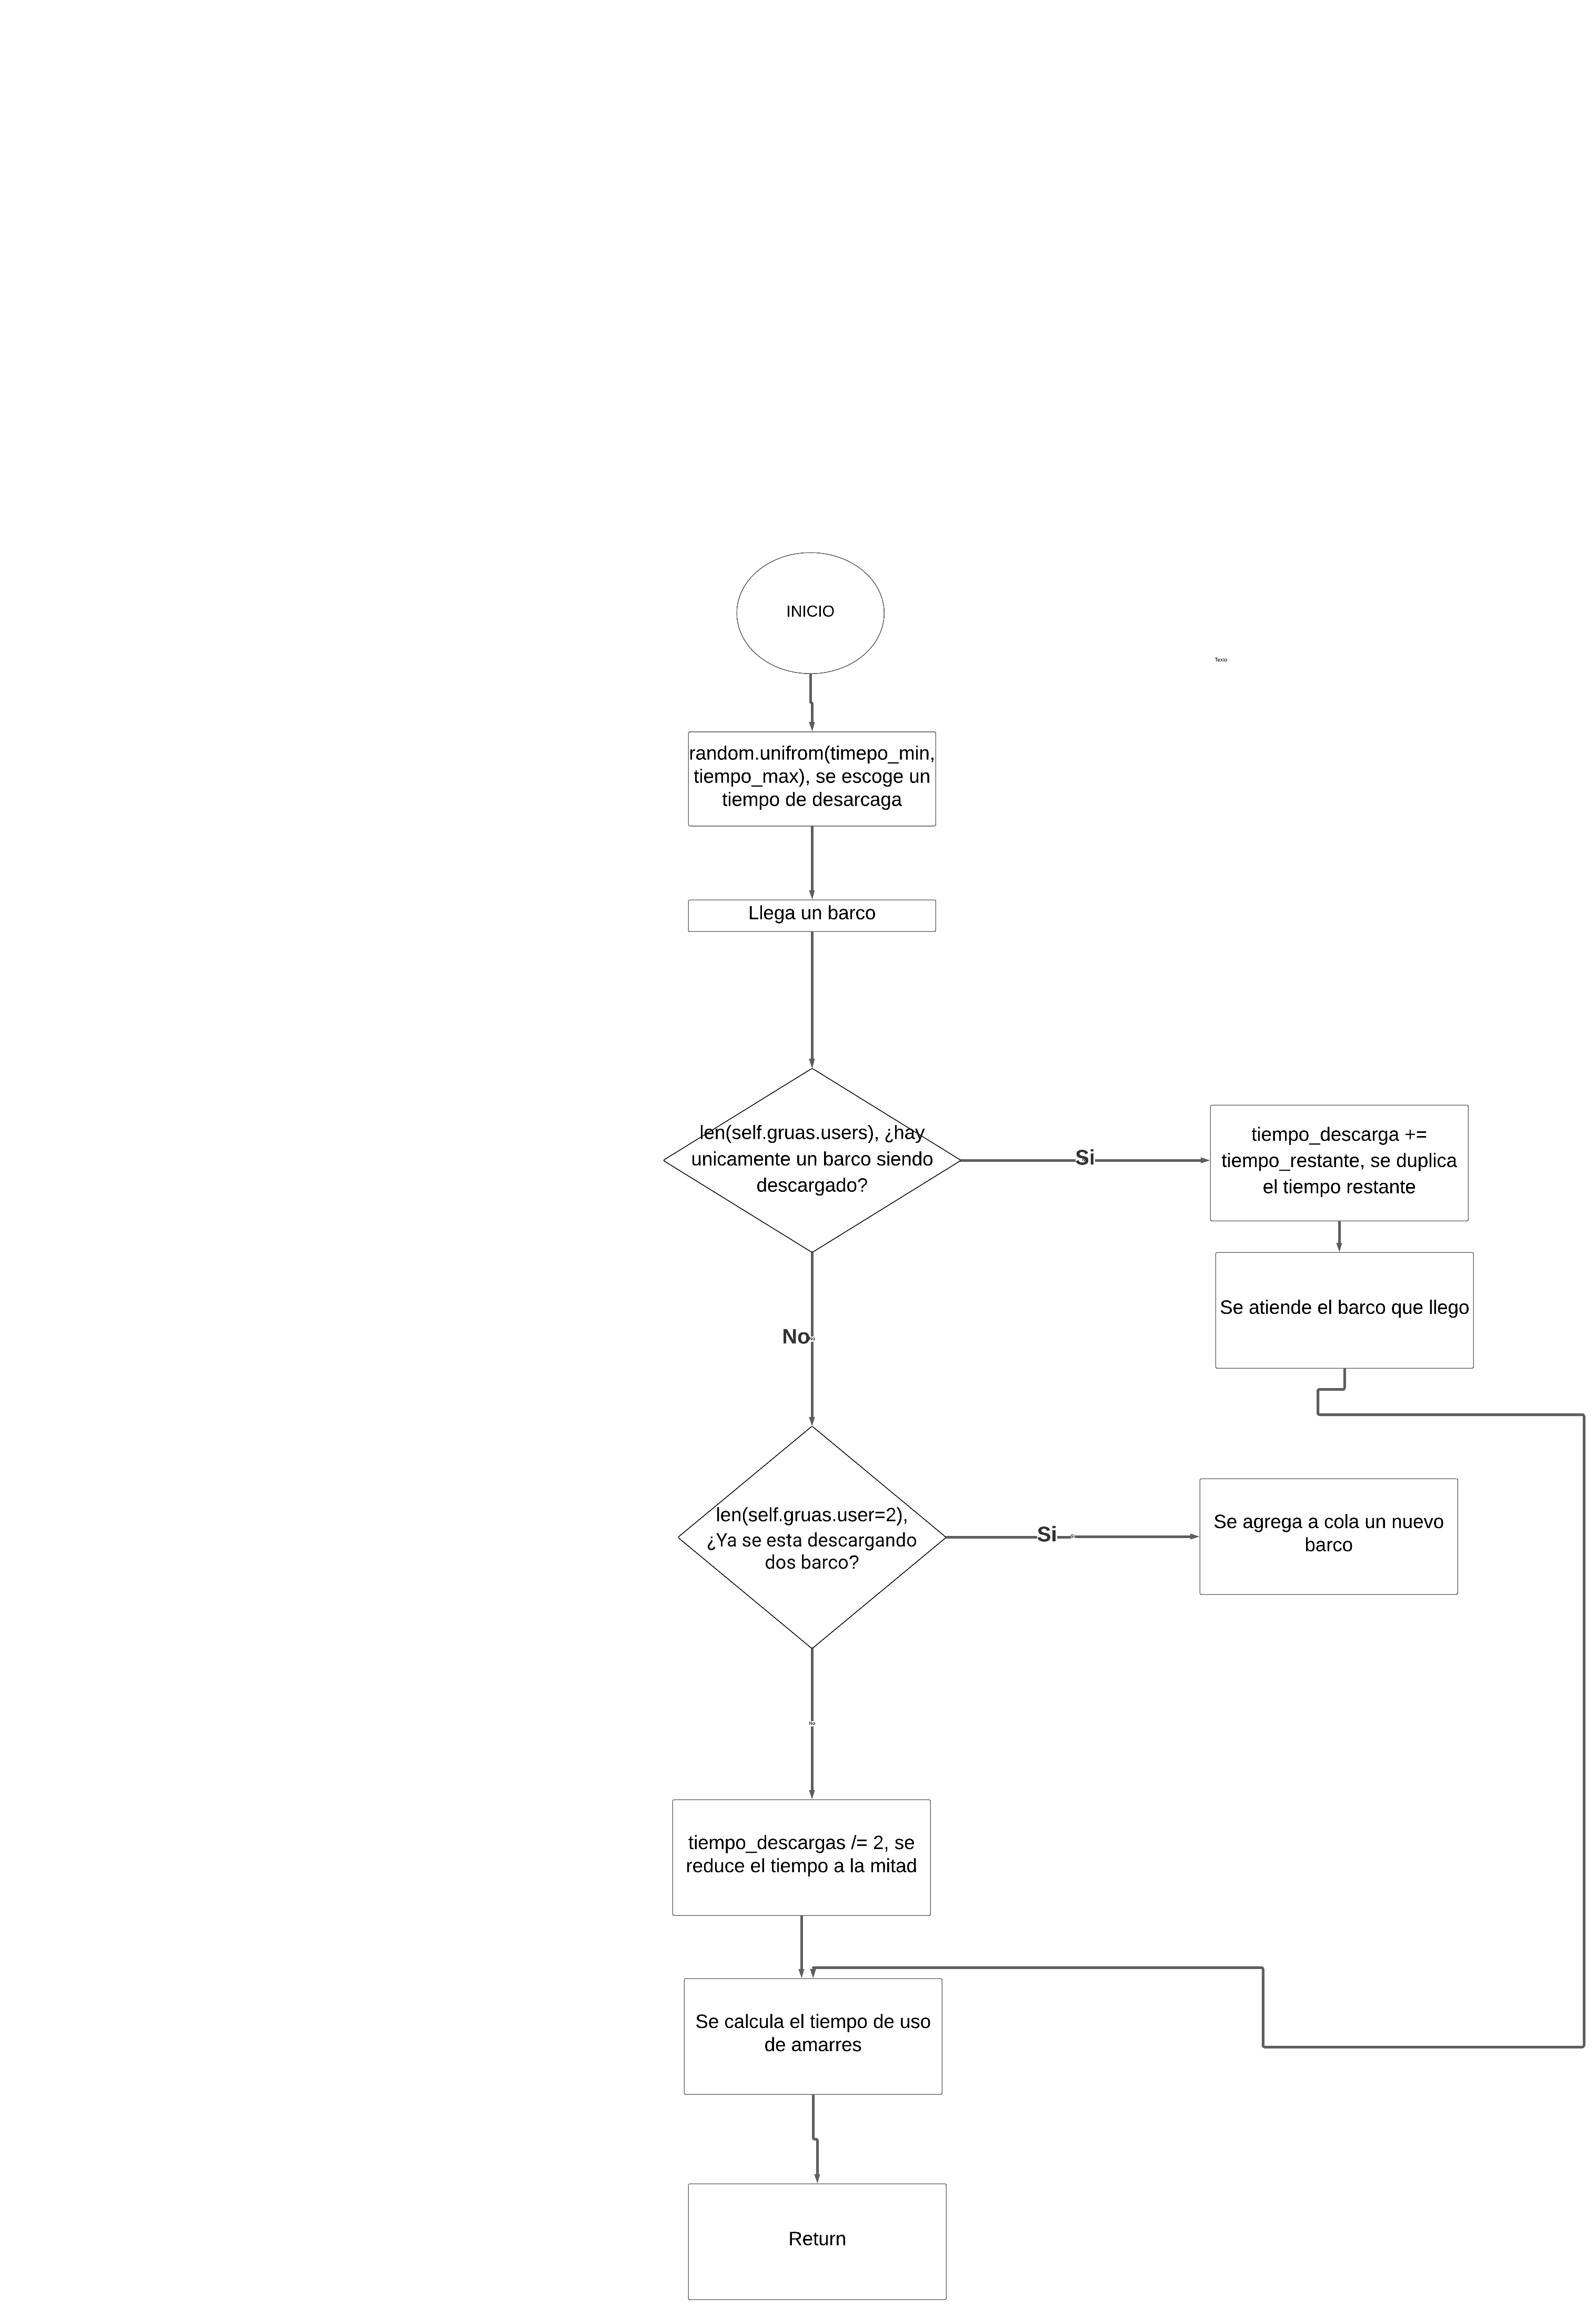 INICIO
Texto
random.unifrom(timepo_min,
tiempo_max), se escoge un
tiempo de desarcaga
Llega un barco
len(self.gruas.users), ¿hay
unicamente un barco siendo
descargado?
Si
tiempo_descarga +=
tiempo_restante, se duplica
el tiempo restante
Se atiende el barco que llego
No
len(self.gruas.user=2),
¿Ya se esta descargando
dos barco?
Si
Se agrega a cola un nuevo
barco
No
tiempo_descargas /= 2, se
reduce el tiempo a la mitad
Se calcula el tiempo de uso
de amarres
Return